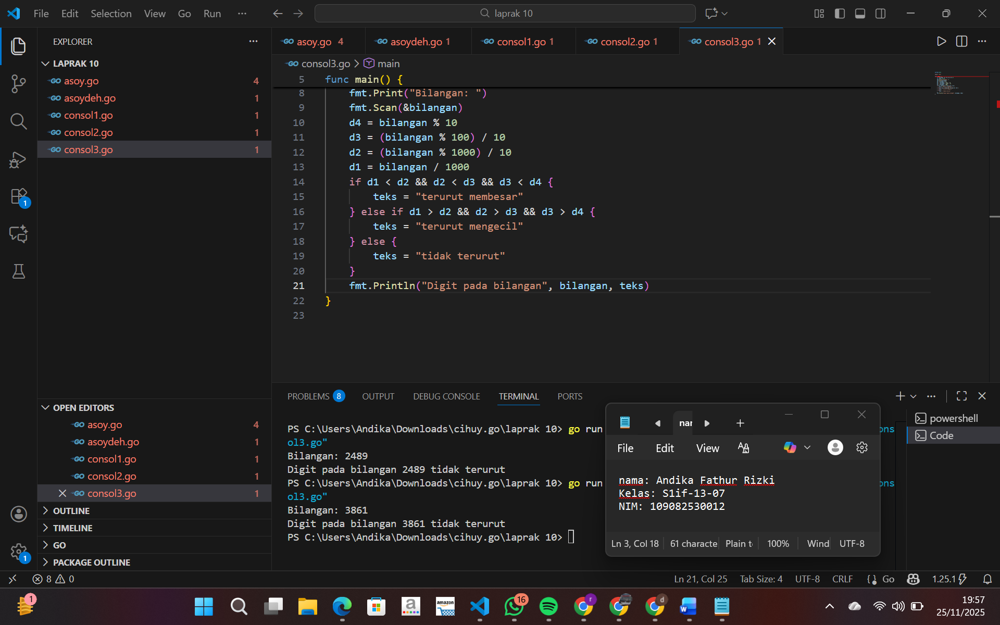 File Edit Selection View Go Run ···
laprak 10
EXPLORER
LAPRAK 10
asoy.go 4
asoydeh.go 1
consol1.go 1
consol2.go 1
consol3.go 1
OPEN EDITORS
asoy.go 4
asoydeh.go 1
consol1.go 1
consol2.go 1
consol3.go 1
OUTLINE
TIMELINE
GO
PACKAGE OUTLINE
asoy.go 4 asoydeh.go 1 consol1.go 1 consol2.go 1 consol3.go 1
consol3.go > main
5 func main() {
8 fmt.Print("Bilangan: ")
9 fmt.Scan(&bilangan)
10 d4 = bilangan % 10
11 d3 = (bilangan % 100) / 10
12 d2 = (bilangan % 1000) / 10
13 d1 = bilangan / 1000
14 if d1 < d2 && d2 < d3 && d3 < d4 {
15 teks = "terurut membesar"
16 } else if d1 > d2 && d2 > d3 && d3 > d4 {
17 teks = "terurut mengecil"
18 } else {
19 teks = "tidak terurut"
20 }
21 fmt.Println("Digit pada bilangan", bilangan, teks)
22 }
23
PROBLEMS 8 OUTPUT DEBUG CONSOLE TERMINAL PORTS
PS C:\Users\Andika\Downloads\cihuy.go\laprak 10> go run ons
ol3.go"
Bilangan: 2489
Digit pada bilangan 2489 tidak terurut
PS C:\Users\Andika\Downloads\cihuy.go\laprak 10> go run ons
ol3.go"
Bilangan: 3861
Digit pada bilangan 3861 tidak terurut
PS C:\Users\Andika\Downloads\cihuy.go\laprak 10>
powershell
Code
nar
File Edit View
nama: Andika Fathur Rizki
Kelas: S1if-13-07
NIM: 109082530012
Ln 3, Col 18 61 characte Plain t 100% Wind UTF-8
1
1
8 0 Ln 21, Col 25 Tab Size: 4 UTF-8 CRLF {} Go 1.25.1
1 a amazon 16 r d W
19:57
25/11/2025